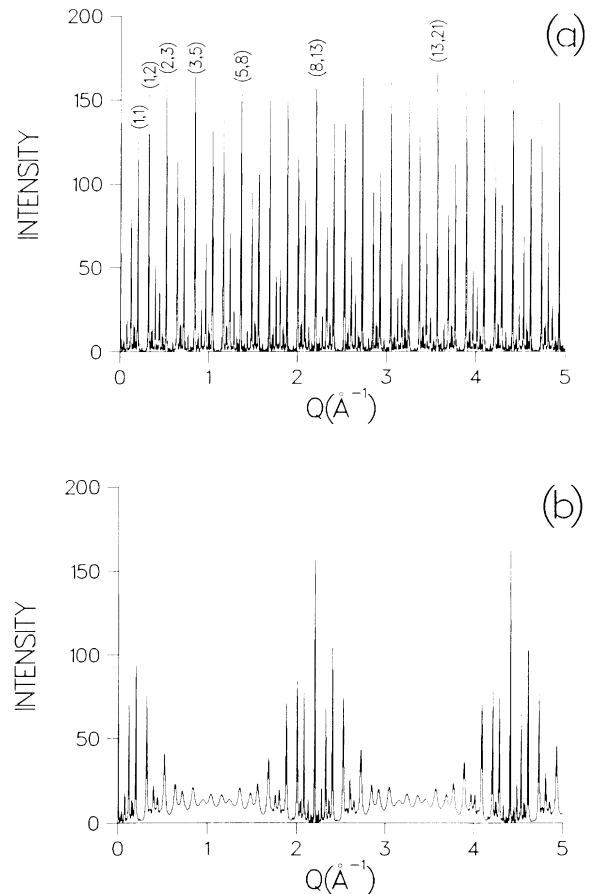 (a)
200
150
100
50
0
INTENSITY
(1,1)
(1,2)
(2,3)
(3,5)
(5,8)
(8,13)
(13,21)
0 1 2 3 4 5
Q(Å⁻¹)
(b)
200
150
100
50
0
INTENSITY
0 1 2 3 4 5
Q(Å⁻¹)